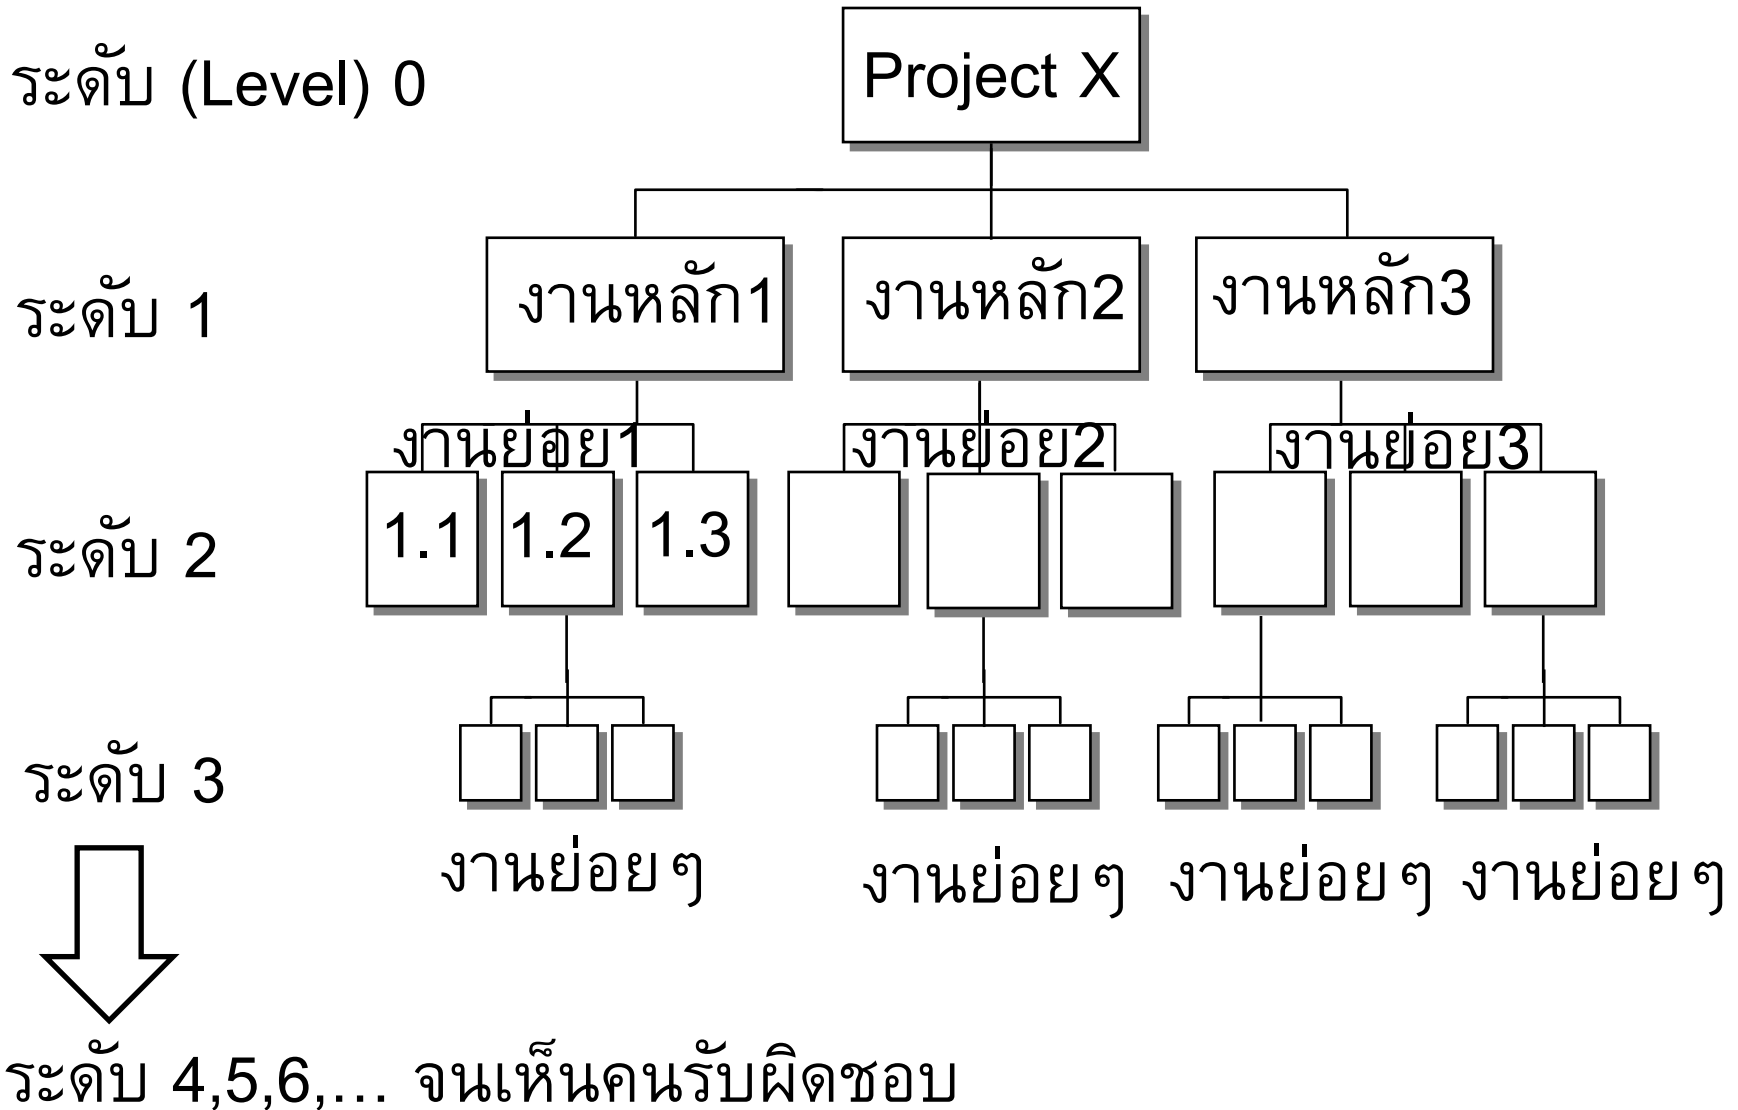 ระดับ (Level) 0
Project X
ระดับ 1
งานหลัก1
งานหลัก2
งานหลัก3
งานย่อย1
งานย่อย2
งานย่อย3
ระดับ 2
1.1
1.2
1.3
ระดับ 3
งานย่อยๆ
งานย่อยๆ
งานย่อยๆ
งานย่อยๆ
ระดับ 4,5,6,… จนเห็นคนรับผิดชอบ